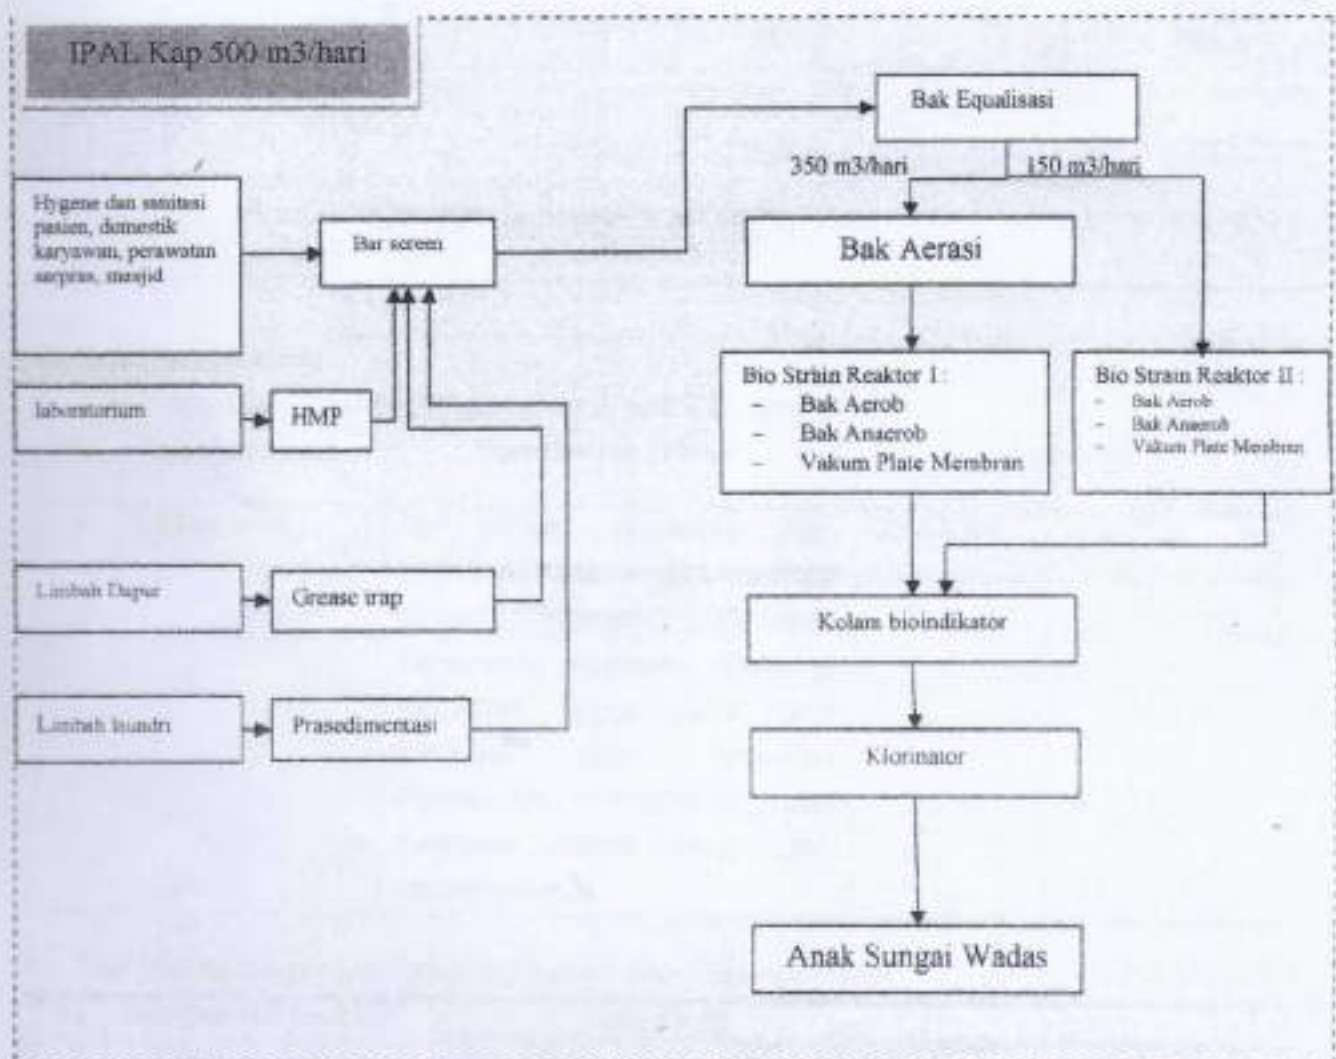 IPAL Kap 500 m3/hari
Bak Equalisasi
350 m3/hari
150 m3/hari
Hygene dan sanitasi
pasien, domestik
karyawan, perawatan
sarpras, masjid
Bar screen
Bak Aerasi
Bio Strain Reaktor I :
- Bak Aerob
- Bak Anaerob
- Vakum Plate Membran
Bio Strain Reaktor II :
- Bak Aerob
- Bak Anaerob
- Vakum Plate Membran
laboratorium
HMP
Limbah Dapur
Grease trap
Kolam bioindikator
Limbah laundri
Prasedimentasi
Klorinator
Anak Sungai Wadas